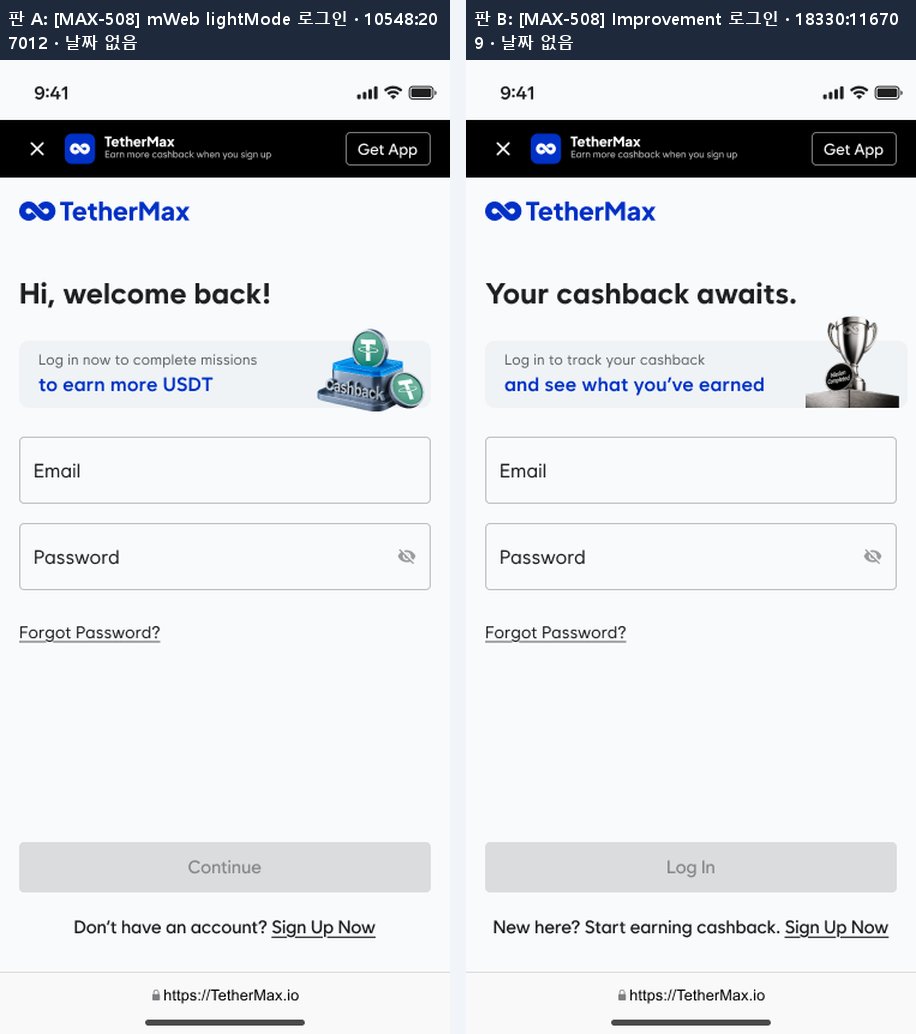 판 A: [MAX-508] mWeb lightMode 로그인 · 10548:20
7012 · 날짜 없음
9:41
TetherMax
Earn more cashback when you sign up
Get App
TetherMax
Hi, welcome back!
Log in now to complete missions
to earn more USDT
Cashback
Email
Password
Forgot Password?
Continue
Don't have an account? Sign Up Now
https://TetherMax.io
판 B: [MAX-508] Improvement 로그인 · 18330:11670
9 · 날짜 없음
9:41
TetherMax
Earn more cashback when you sign up
Get App
TetherMax
Your cashback awaits.
Log in to track your cashback
and see what you've earned
Mission
Completed
Email
Password
Forgot Password?
Log In
New here? Start earning cashback. Sign Up Now
https://TetherMax.io